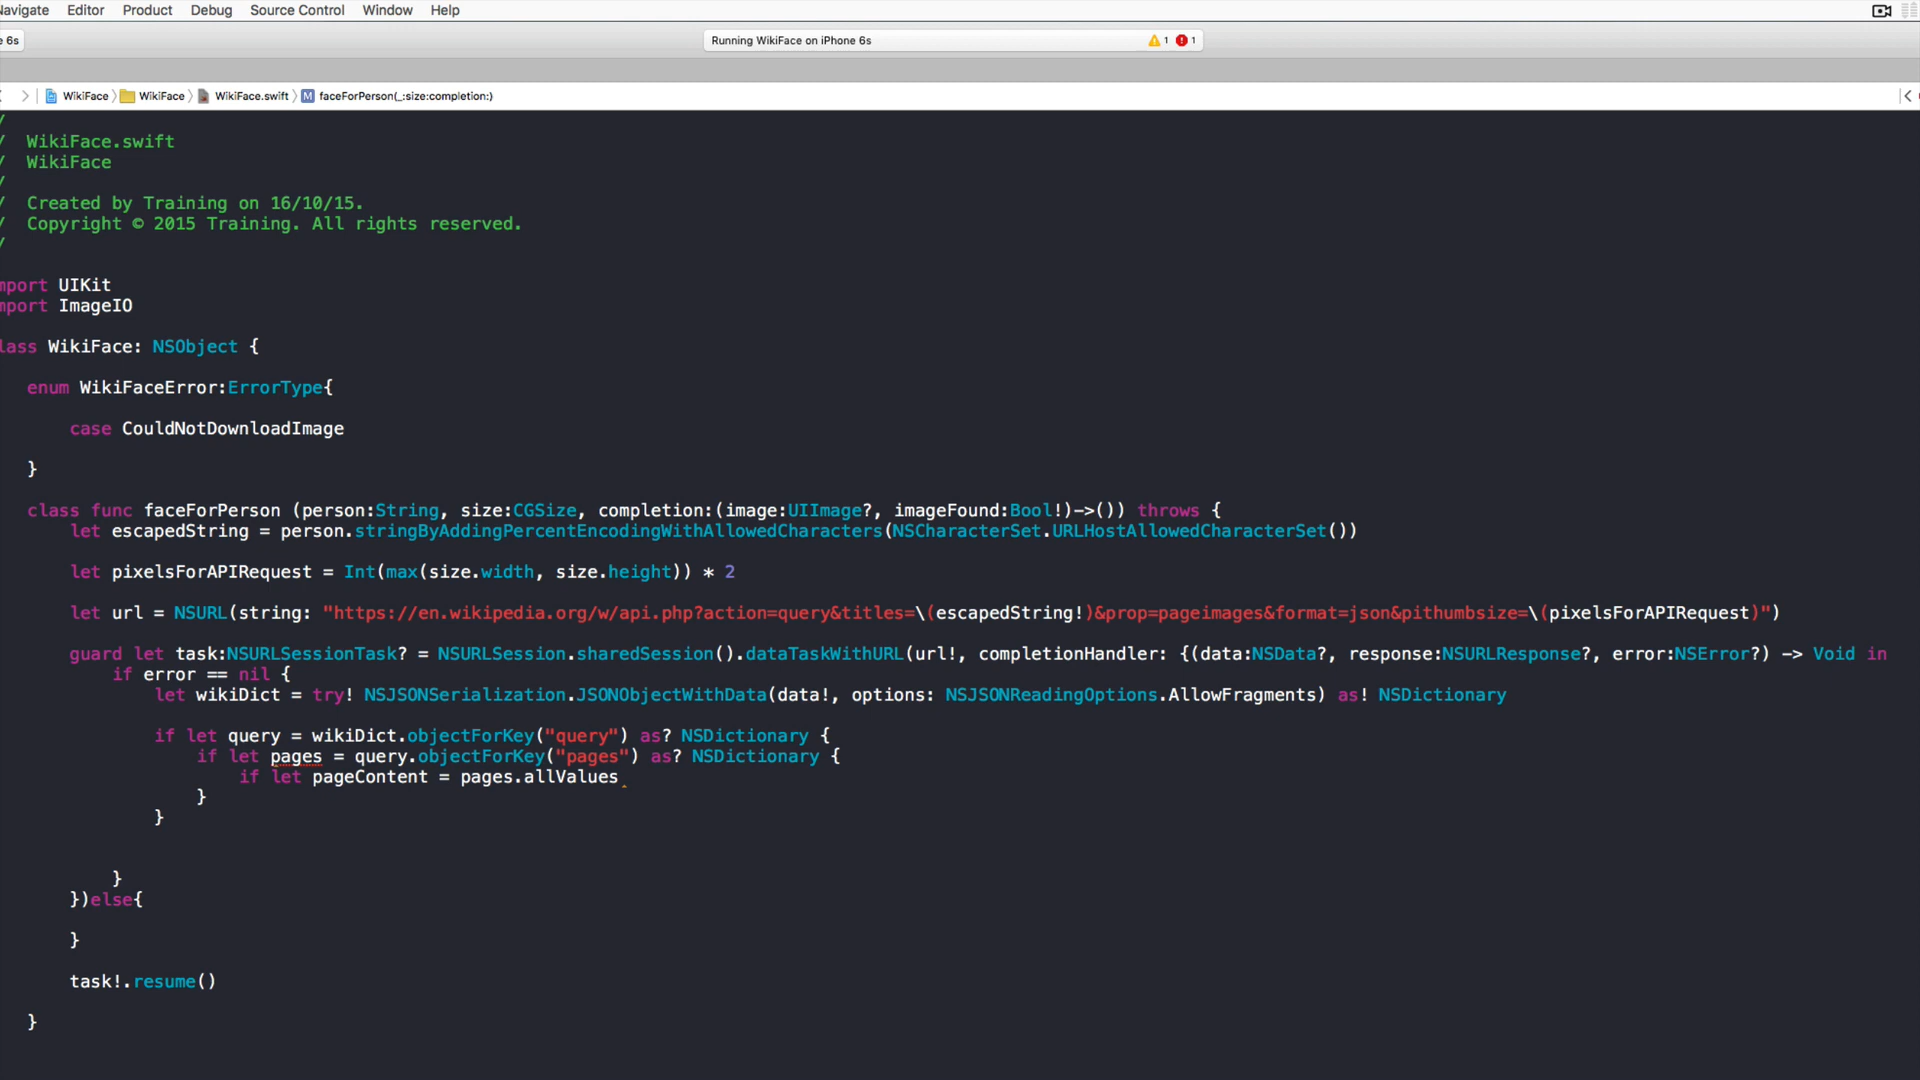 Navigate Editor Product Debug Source Control Window Help
e 6s Running WikiFace on iPhone 6s 1 1
WikiFace WikiFace WikiFace.swift M faceForPerson(_:size:completion:)
/
/ WikiFace.swift
/ WikiFace
/
/ Created by Training on 16/10/15.
/ Copyright © 2015 Training. All rights reserved.
/
mport UIKit
mport ImageIO
lass WikiFace: NSObject {
enum WikiFaceError:ErrorType{
case CouldNotDownloadImage
}
class func faceForPerson (person:String, size:CGSize, completion:(image:UIImage?, imageFound:Bool!)->()) throws {
let escapedString = person.stringByAddingPercentEncodingWithAllowedCharacters(NSCharacterSet.URLHostAllowedCharacterSet())
let pixelsForAPIRequest = Int(max(size.width, size.height)) * 2
let url = NSURL(string: "https://en.wikipedia.org/w/api.php?action=query&titles=\(escapedString!)&prop=pageimages&format=json&pithumbsize=\(pixelsForAPIRequest)")
guard let task:NSURLSessionTask? = NSURLSession.sharedSession().dataTaskWithURL(url!, completionHandler: {(data:NSData?, response:NSURLResponse?, error:NSError?) -> Void in
if error == nil {
let wikiDict = try! NSJSONSerialization.JSONObjectWithData(data!, options: NSJSONReadingOptions.AllowFragments) as! NSDictionary
if let query = wikiDict.objectForKey("query") as? NSDictionary {
if let pages = query.objectForKey("pages") as? NSDictionary {
if let pageContent = pages.allValues
}
}
}
})else{
}
task!.resume()
}